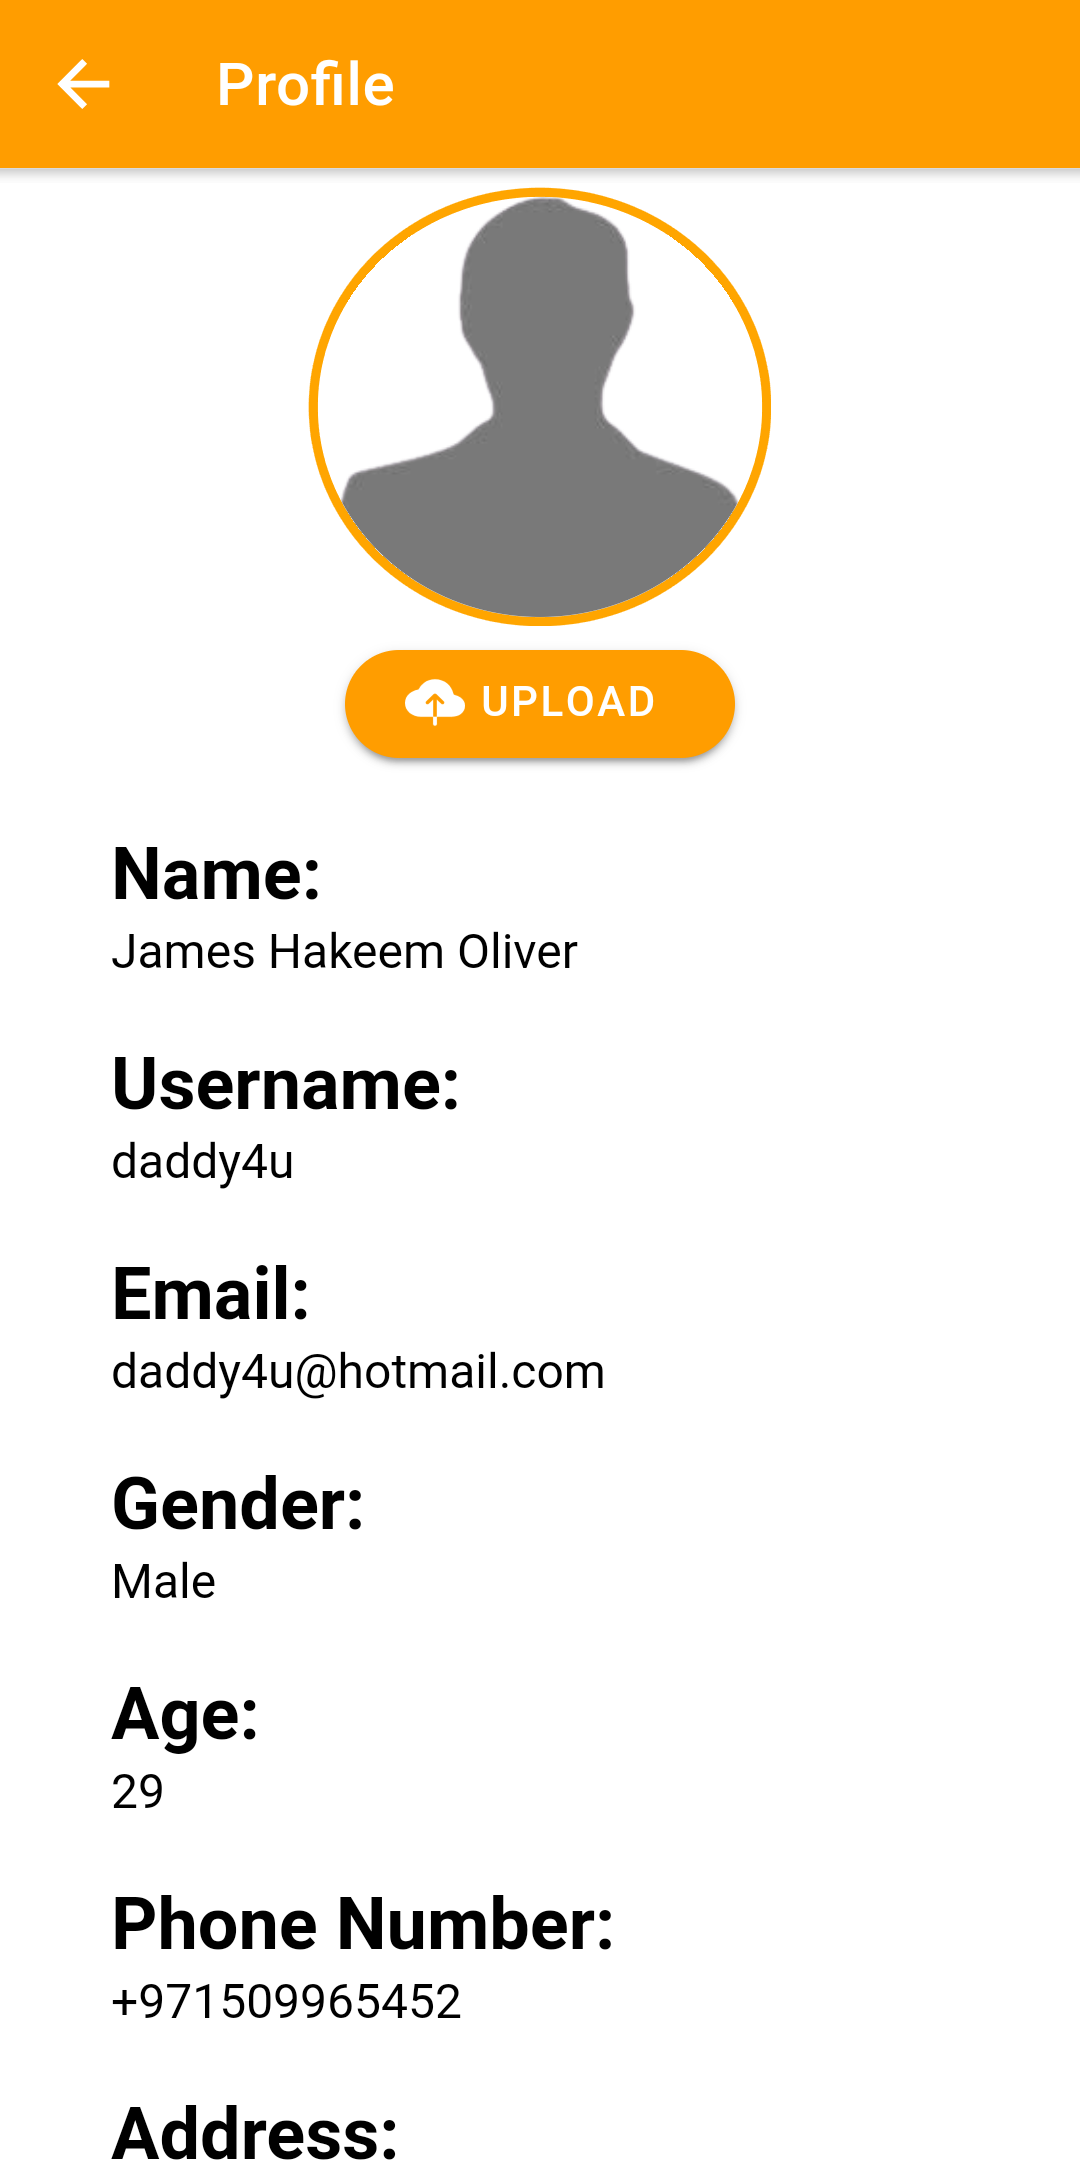 Profile
UPLOAD
Name:
James Hakeem Oliver
Username:
daddy4u
Email:
daddy4u@hotmail.com
Gender:
Male
Age:
29
Phone Number:
+971509965452
Address: